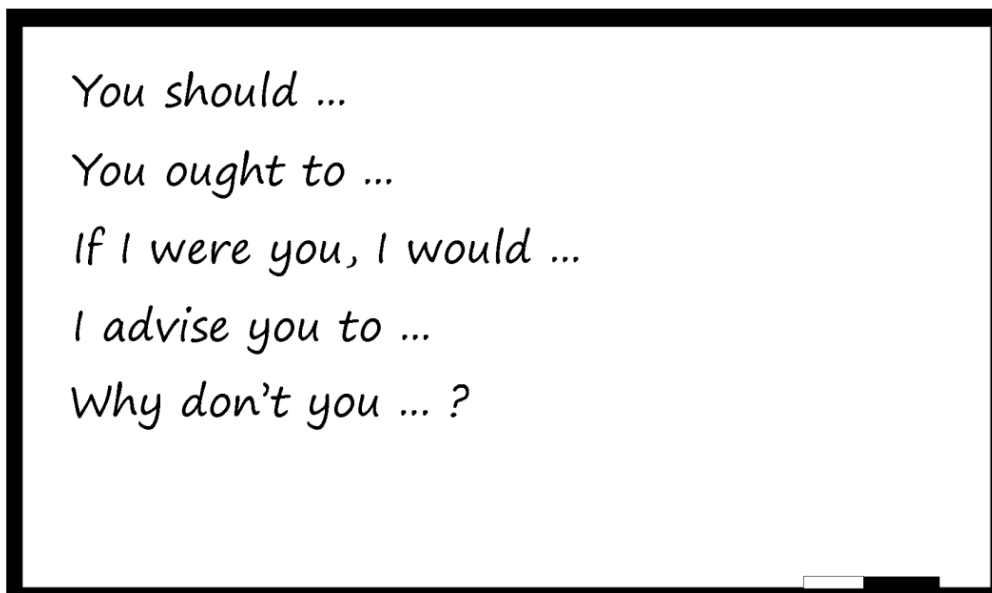 You should ...
You ought to ...
If I were you, I would ...
I advise you to ...
Why don't you ... ?